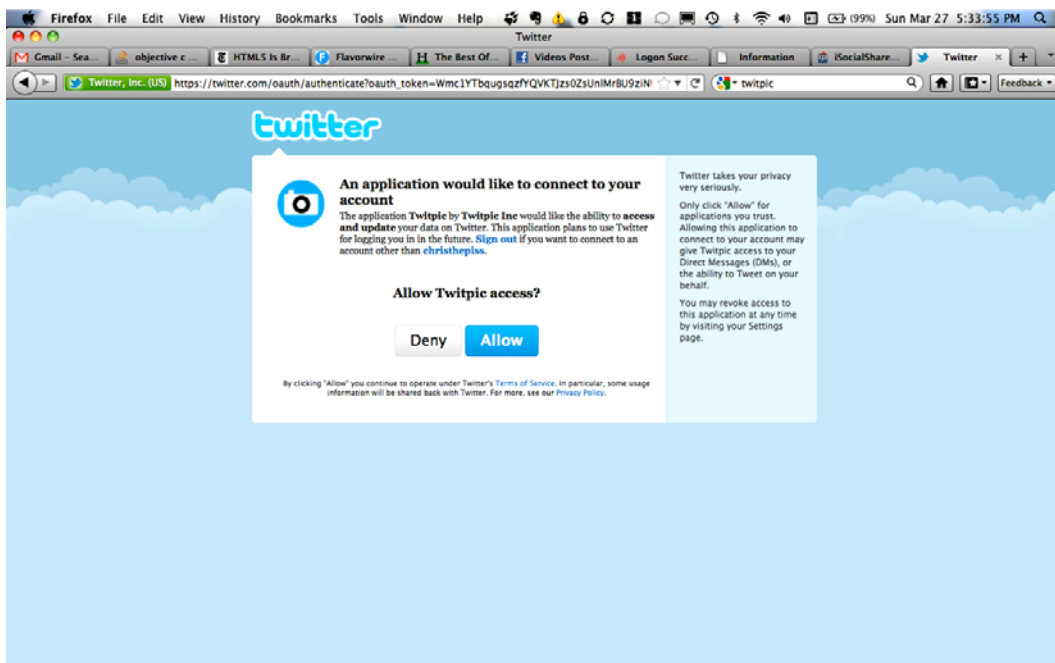 Firefox File Edit View History Bookmarks Tools Window Help (99%) Sun Mar 27 5:33:55 PM
Twitter
Gmail - Sea... objective c ... HTML5 Is Br... Flavorwire ... The Best Of... Videos Post... Logon Succ... Information iSocialShare... Twitter
Twitter, Inc. (US) https://twitter.com/oauth/authenticate?oauth_token= twitpic Feedback
twitter
An application would like to connect to your
account
The application Twitpic by Twitpic Inc would like the ability to access
and update your data on Twitter. This application plans to use Twitter
for logging you in in the future. Sign out if you want to connect to an
account other than christhepiss.
Allow Twitpic access?
Deny Allow
By clicking "Allow" you continue to operate under Twitter's Terms of Service. In particular, some usage
information will be shared back with Twitter. For more, see our Privacy Policy.
Twitter takes your privacy
very seriously.
Only click "Allow" for
applications you trust.
Allowing this application to
connect to your account may
give Twitpic access to your
Direct Messages (DMs), or
the ability to Tweet on your
behalf.
You may revoke access to
this application at any time
by visiting your Settings
page.